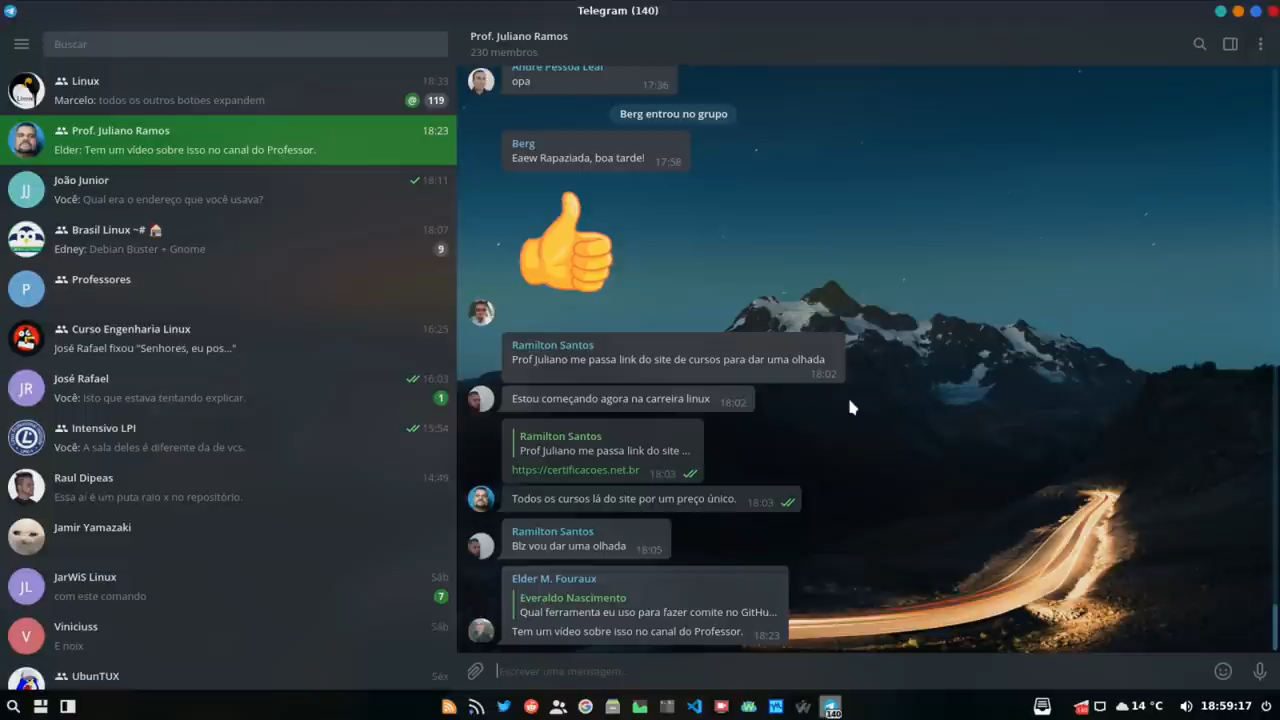 Telegram (140)
Buscar
Linux
18:33
Marcelo: todos os outros botoes expandem
@
119
Prof. Juliano Ramos
18:23
Elder: Tem um vídeo sobre isso no canal do Professor.
JJ
João Junior
18:11
Você: Qual era o endereço que você usava?
Brasil Linux ~#
18:07
Edney: Debian Buster + Gnome
9
P
Professores
Curso Engenharia Linux
16:25
José Rafael fixou "Senhores, eu pos..."
JR
José Rafael
16:03
Você: Isto que estava tentando explicar.
1
Intensivo LPI
15:54
Você: A sala deles é diferente da de vcs.
Raul Dipeas
14:49
Essa aí é um puta raio x no repositório.
Jamir Yamazaki
JL
JarWiS Linux
Sáb
com este comando
7
V
Viniciuss
Sáb
E noix
UbunTUX
Sex
Prof. Juliano Ramos
230 membros
André Pessoa Leal
opa
17:36
Berg entrou no grupo
Berg
Eaew Rapaziada, boa tarde!
17:58
Ramilton Santos
Prof Juliano me passa link do site de cursos para dar uma olhada
18:02
Estou começando agora na carreira linux
18:02
Ramilton Santos
Prof Juliano me passa link do site ...
https://certificacoes.net.br
18:03
Todos os cursos lá do site por um preço único.
18:03
Ramilton Santos
Blz vou dar uma olhada
18:05
Elder M. Fouraux
Everaldo Nascimento
Qual ferramenta eu uso para fazer comite no GitHu...
Tem um vídeo sobre isso no canal do Professor.
18:23
Escrever uma mensagem...
140
14 °C
18:59:17